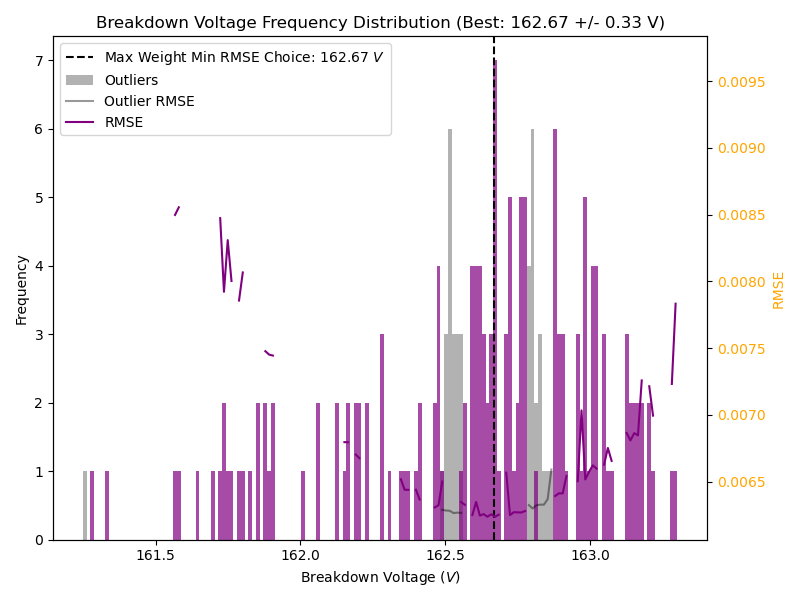 Breakdown Voltage Frequency Distribution (Best: 162.67 +/- 0.33 V)
Max Weight Min RMSE Choice: 162.67 V
Outliers
Outlier RMSE
RMSE
Frequency
7
6
5
4
3
2
1
0
0.0095
0.0090
0.0085
0.0080
0.0075
0.0070
0.0065
RMSE
161.5
162.0
162.5
163.0
Breakdown Voltage (V)